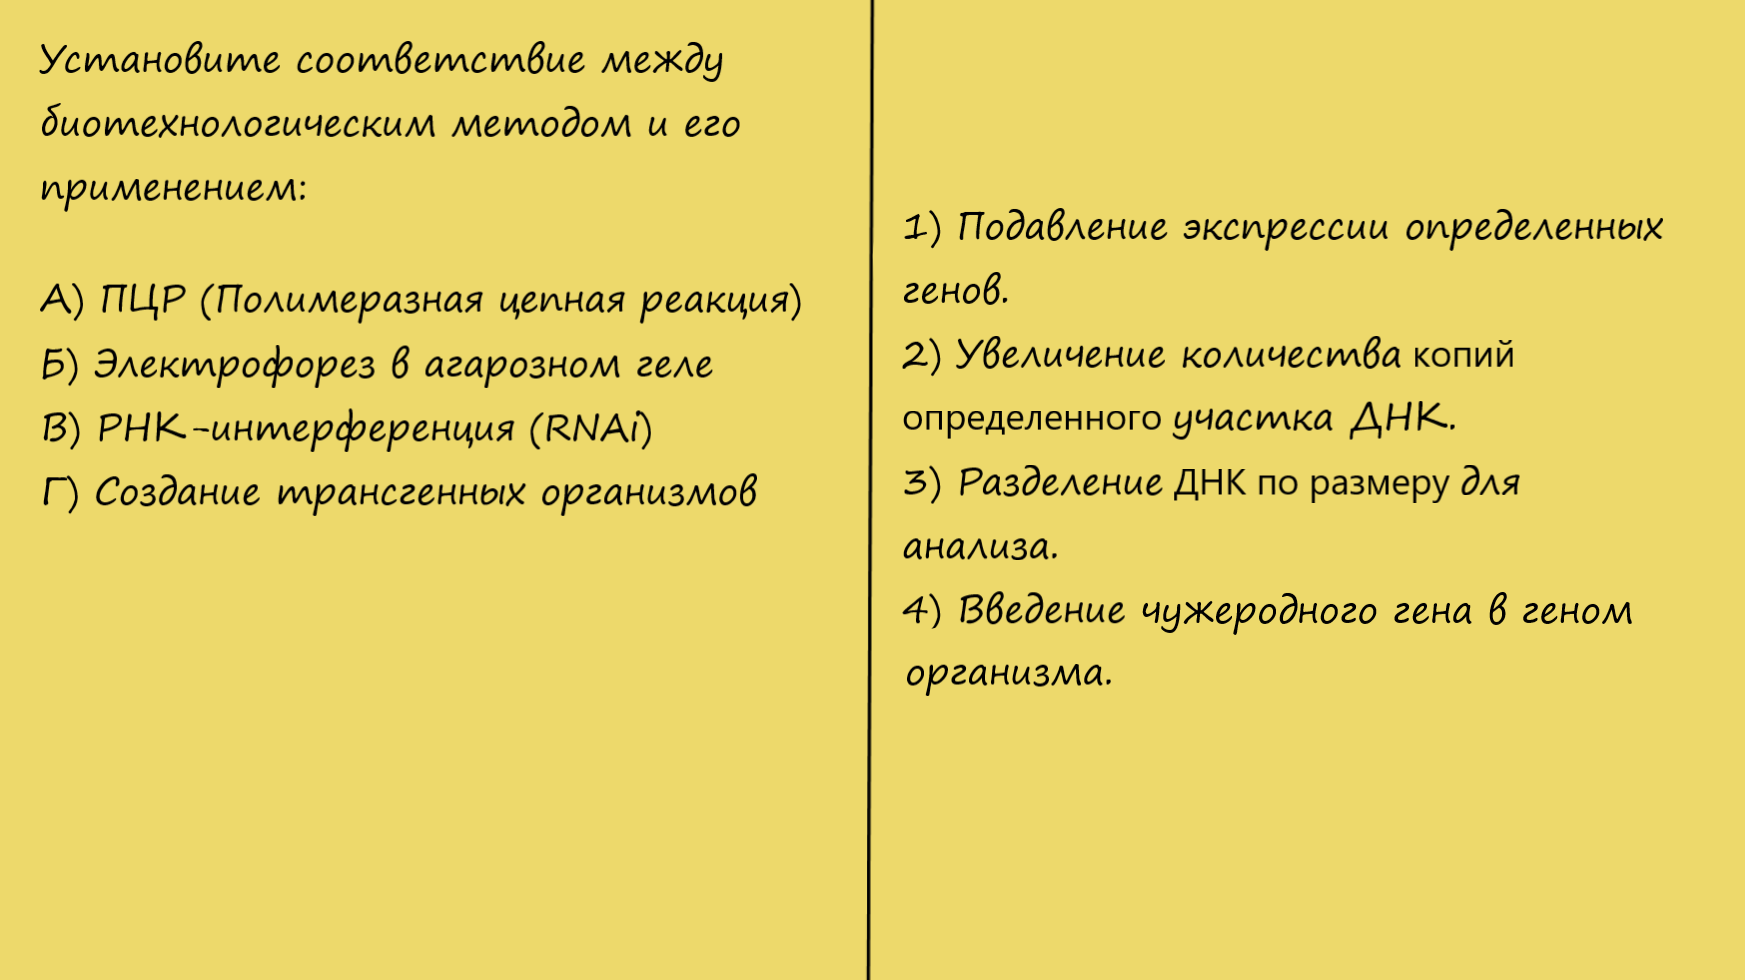 Установите соответствие между
биотехнологическим методом и его
применением:
А) ПЦР (Полимеразная цепная реакция)
Б) Электрофорез в агарозном геле
В) РНК-интерференция (RNAi)
Г) Создание трансгенных организмов
1) Подавление экспрессии определенных
генов.
2) Увеличение количества копий
определенного участка ДНК.
3) Разделение ДНК по размеру для
анализа.
4) Введение чужеродного гена в геном
организма.